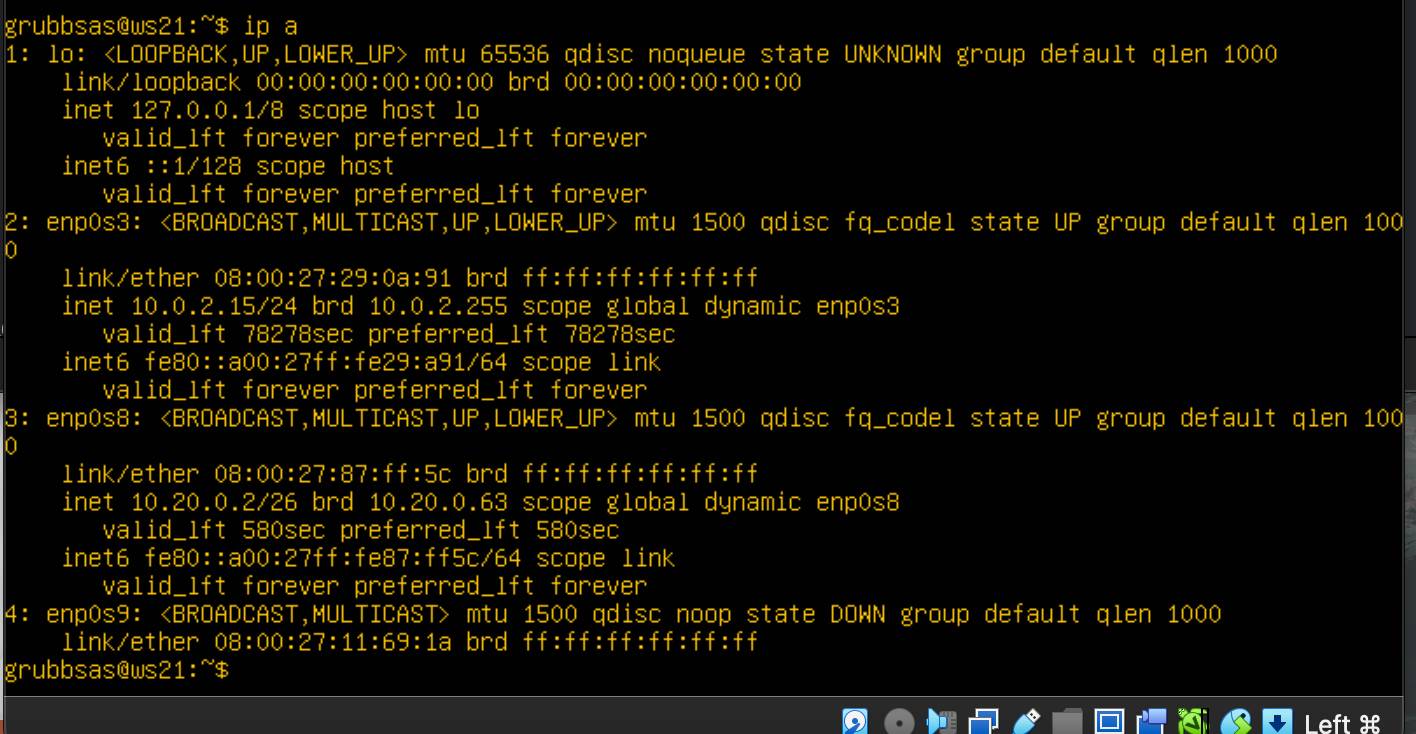 grubbsas@ws21:~$ ip a
1: lo: <LOOPBACK,UP,LOWER_UP> mtu 65536 qdisc noqueue state UNKNOWN group default qlen 1000
    link/loopback 00:00:00:00:00:00 brd 00:00:00:00:00:00
    inet 127.0.0.1/8 scope host lo
       valid_lft forever preferred_lft forever
    inet6 ::1/128 scope host
       valid_lft forever preferred_lft forever
2: enp0s3: <BROADCAST,MULTICAST,UP,LOWER_UP> mtu 1500 qdisc fq_codel state UP group default qlen 100
0
    link/ether 08:00:27:29:0a:91 brd ff:ff:ff:ff:ff:ff
    inet 10.0.2.15/24 brd 10.0.2.255 scope global dynamic enp0s3
       valid_lft 78278sec preferred_lft 78278sec
    inet6 fe80::a00:27ff:fe29:a91/64 scope link
       valid_lft forever preferred_lft forever
3: enp0s8: <BROADCAST,MULTICAST,UP,LOWER_UP> mtu 1500 qdisc fq_codel state UP group default qlen 100
0
    link/ether 08:00:27:87:ff:5c brd ff:ff:ff:ff:ff:ff
    inet 10.20.0.2/26 brd 10.20.0.63 scope global dynamic enp0s8
       valid_lft 580sec preferred_lft 580sec
    inet6 fe80::a00:27ff:fe87:ff5c/64 scope link
       valid_lft forever preferred_lft forever
4: enp0s9: <BROADCAST,MULTICAST> mtu 1500 qdisc noop state DOWN group default qlen 1000
    link/ether 08:00:27:11:69:1a brd ff:ff:ff:ff:ff:ff
grubbsas@ws21:~$
Left ⌘